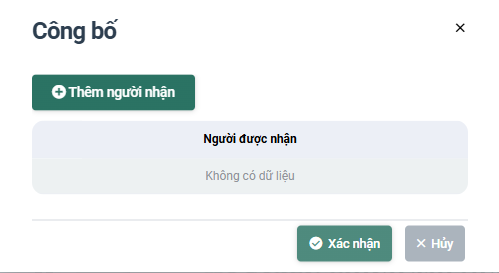 Công bố
Thêm người nhận
Người được nhận
Không có dữ liệu
Xác nhận
Hủy